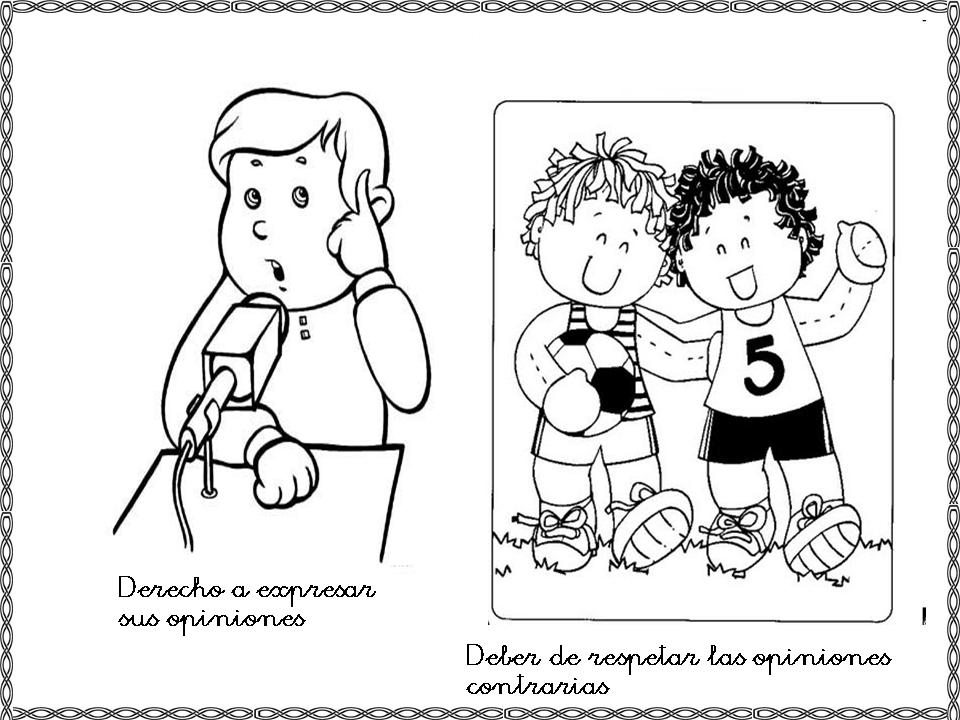 5
Derecho a expresar
sus opiniones
Deber de respetar las opiniones
contrarias